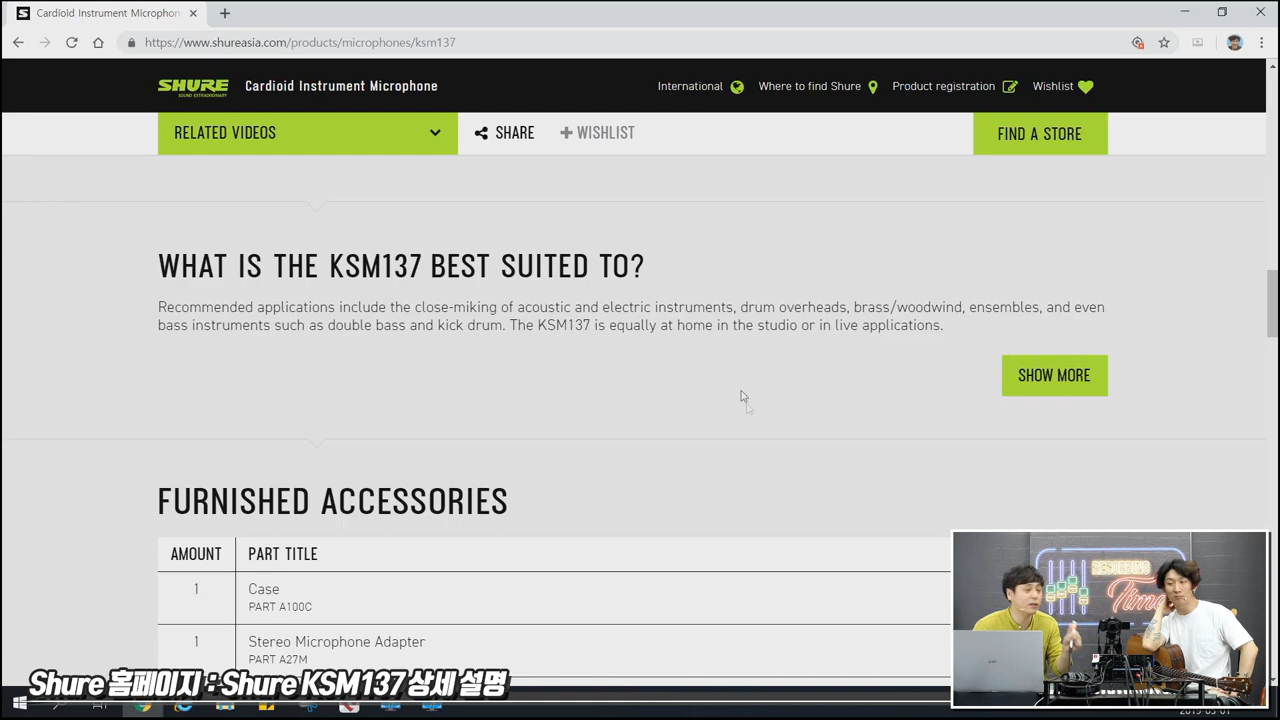 Cardioid Instrument Microphon
https://www.shureasia.com/products/microphones/ksm137
SHURE
SOUND EXTRAORDINARY
Cardioid Instrument Microphone
International
Where to find Shure
Product registration
Wishlist
RELATED VIDEOS
SHARE
+ WISHLIST
FIND A STORE
WHAT IS THE KSM137 BEST SUITED TO?
Recommended applications include the close-miking of acoustic and electric instruments, drum overheads, brass/woodwind, ensembles, and even
bass instruments such as double bass and kick drum. The KSM137 is equally at home in the studio or in live applications.
SHOW MORE
FURNISHED ACCESSORIES
AMOUNT
PART TITLE
1
Case
PART A100C
1
Stereo Microphone Adapter
PART A27M
RECORDING
Time
Shure 홈페이지 : Shure KSM137 상세 설명